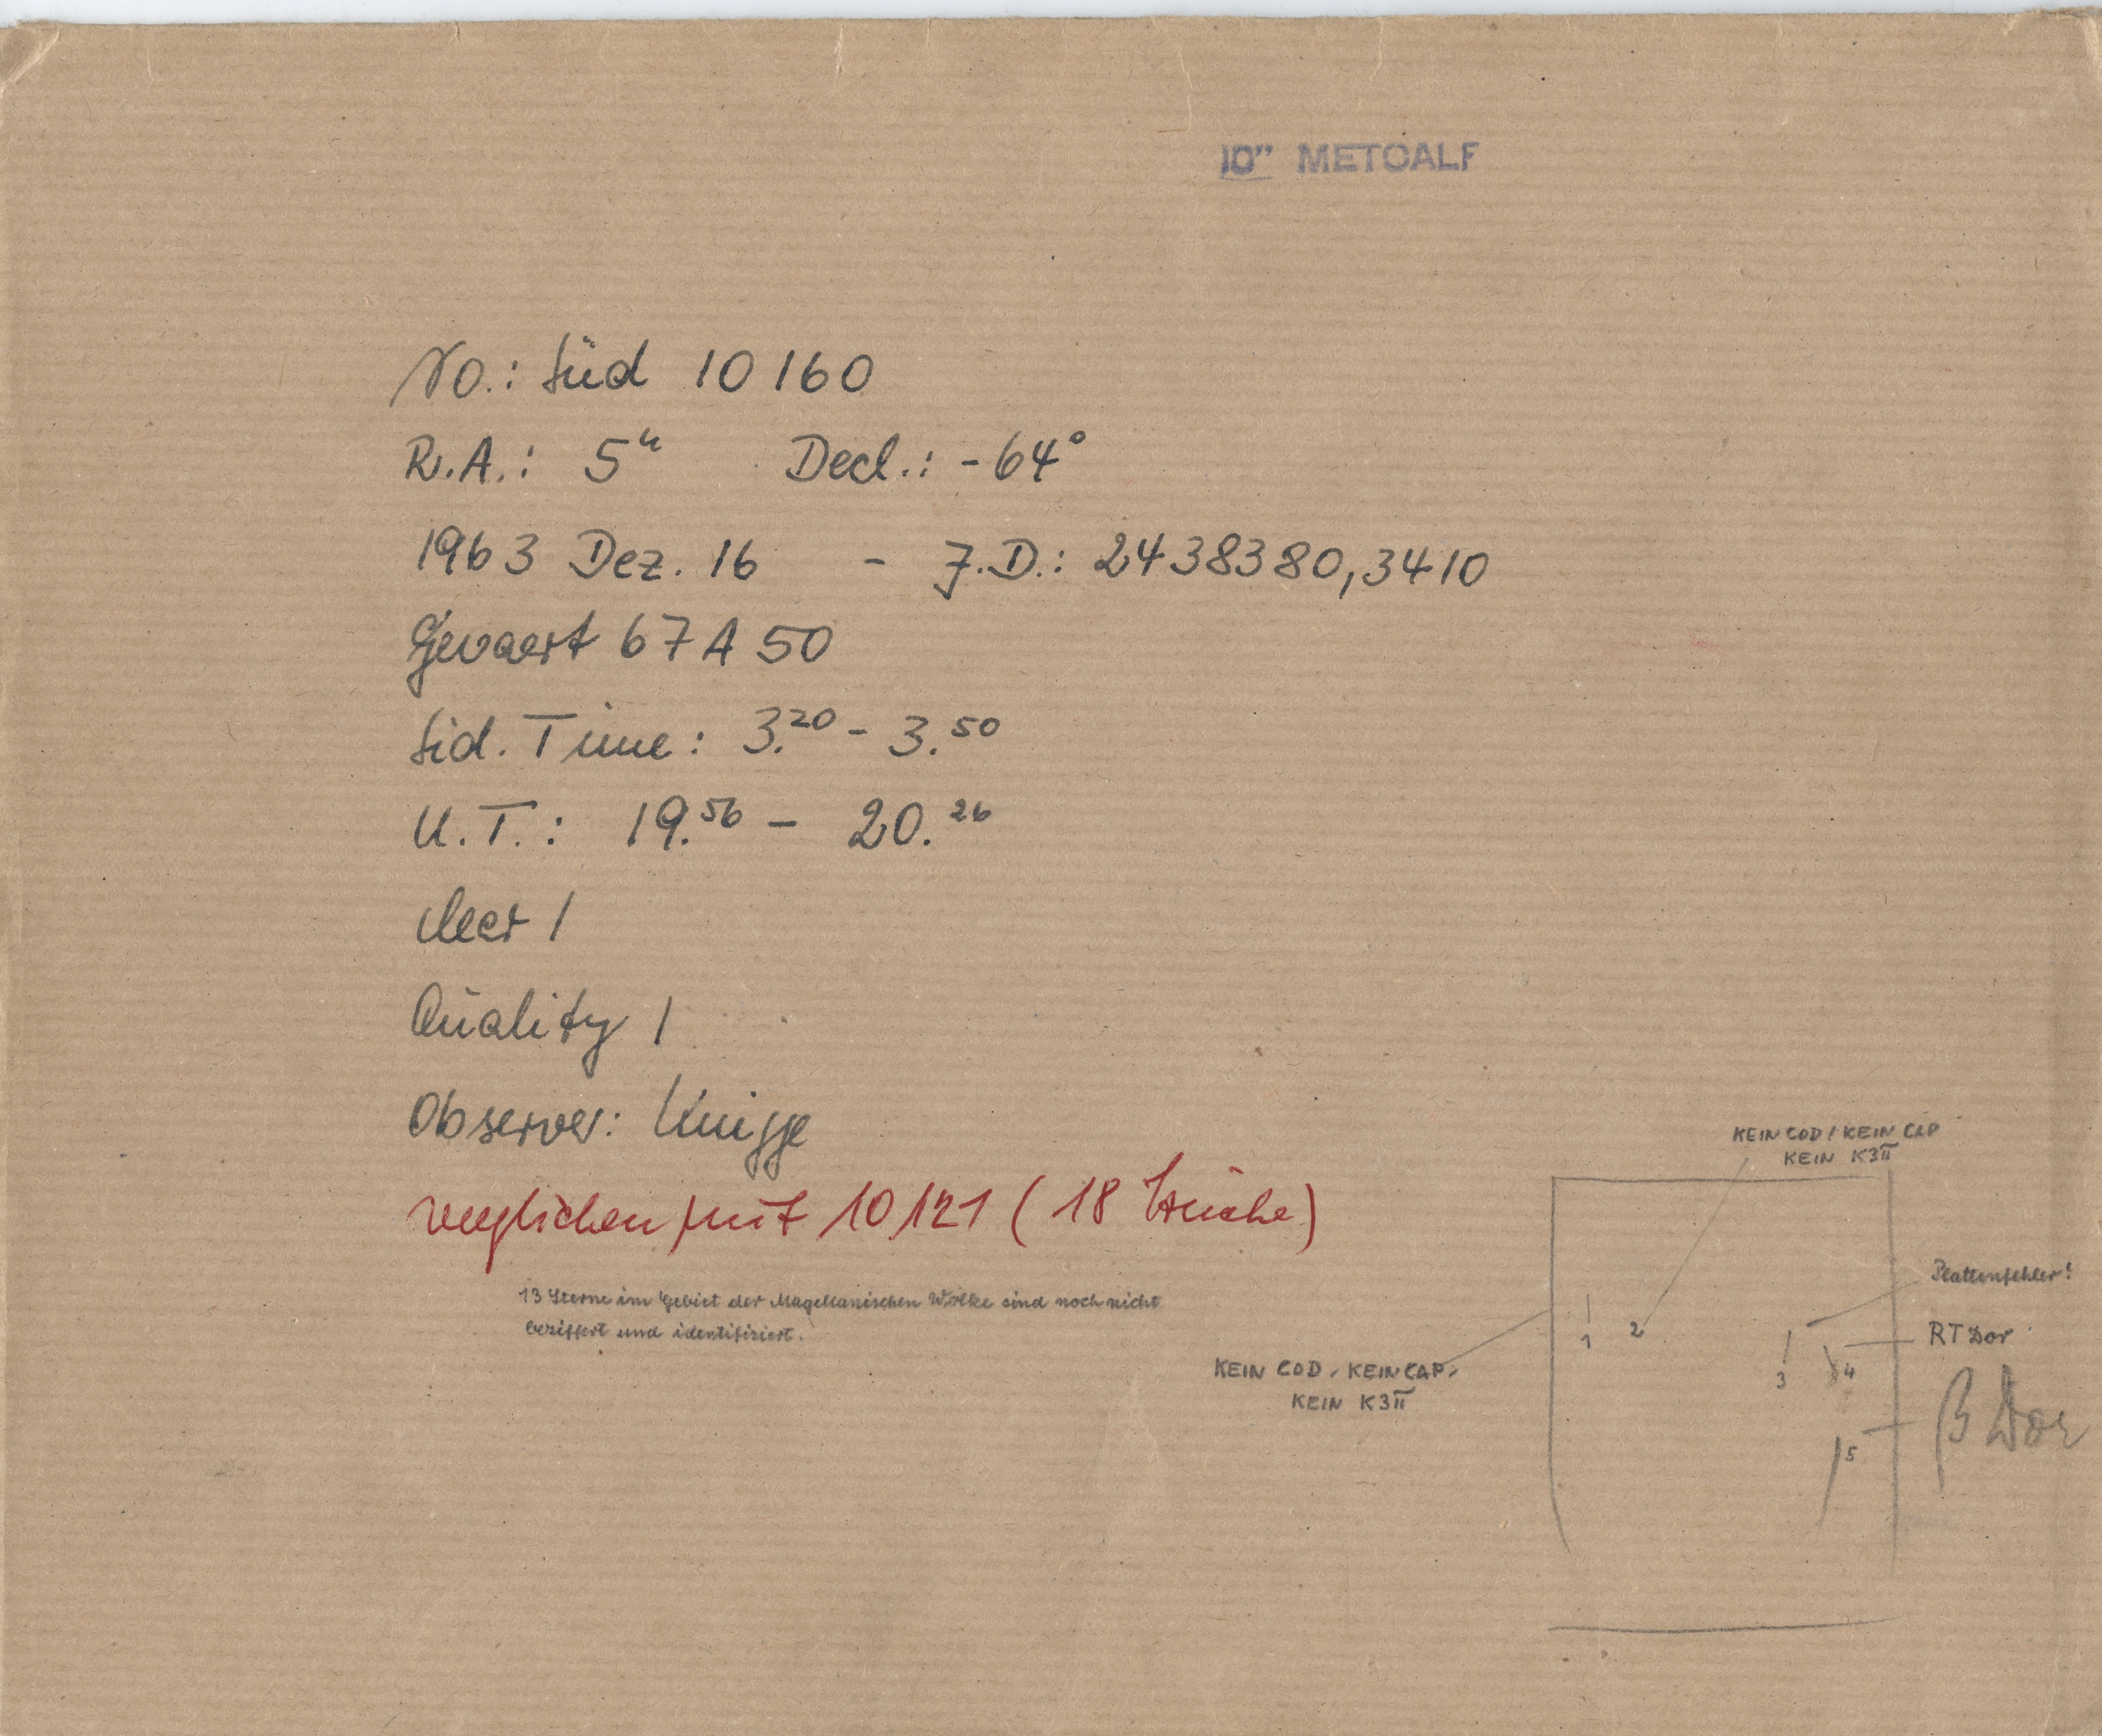 10" METCALF
No.: Süd 10160
R.A.: 5ʰ Decl.: -64°
1963 Dez. 16 - J.D.: 2438380,3410
Gevaert 67 A 50
Sid. Time: 3.²⁰ - 3.⁵⁰
U.T.: 19.⁵⁶ - 20.²⁶
clear 1
Quality 1
Observer: Knigge
verglichen mit 10121 (18 Striche)
13 Sterne im Gebiet der Magellanischen Wolke sind noch nicht
beziffert und identifiziert.
KEIN COD / KEIN CAP
KEIN K3II
Plattenfehler!
RT Dor
β Dor
1
2
3
4
5
KEIN COD, KEIN CAP,
KEIN K3II